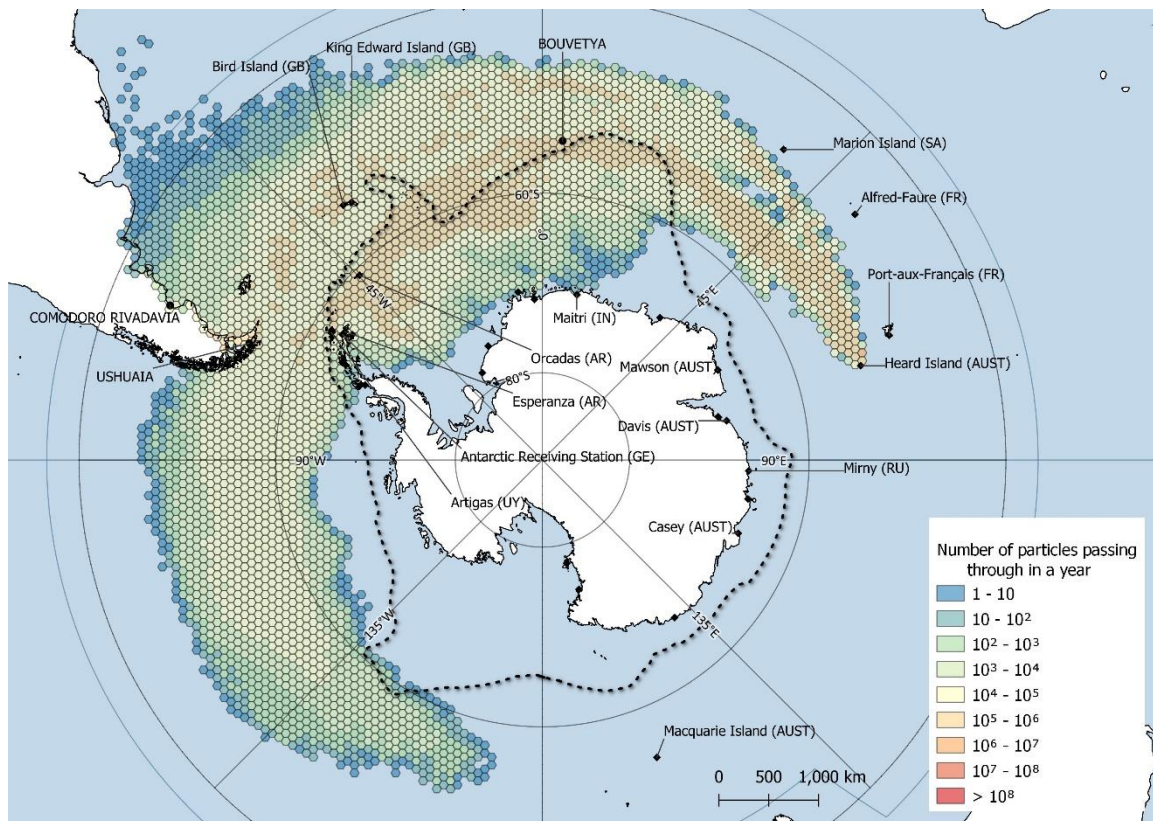 King Edward Island (GB)
BOUVETYA
Bird Island (GB)
Marion Island (SA)
60°S
Alfred-Faure (FR)
0°
Port-aux-Français (FR)
45°W
45°E
COMODORO RIVADAVIA
Maitri (IN)
Orcadas (AR)
Heard Island (AUST)
Mawson (AUST)
USHUAIA
80°S
Esperanza (AR)
Davis (AUST)
Antarctic Receiving Station (GE)
90°W
90°E
Mirny (RU)
Artigas (UY)
Casey (AUST)
Number of particles passing
through in a year
1 - 10
10 - 10²
10² - 10³
10³ - 10⁴
10⁴ - 10⁵
10⁵ - 10⁶
10⁶ - 10⁷
10⁷ - 10⁸
> 10⁸
135°W
135°E
Macquarie Island (AUST)
0 500 1,000 km